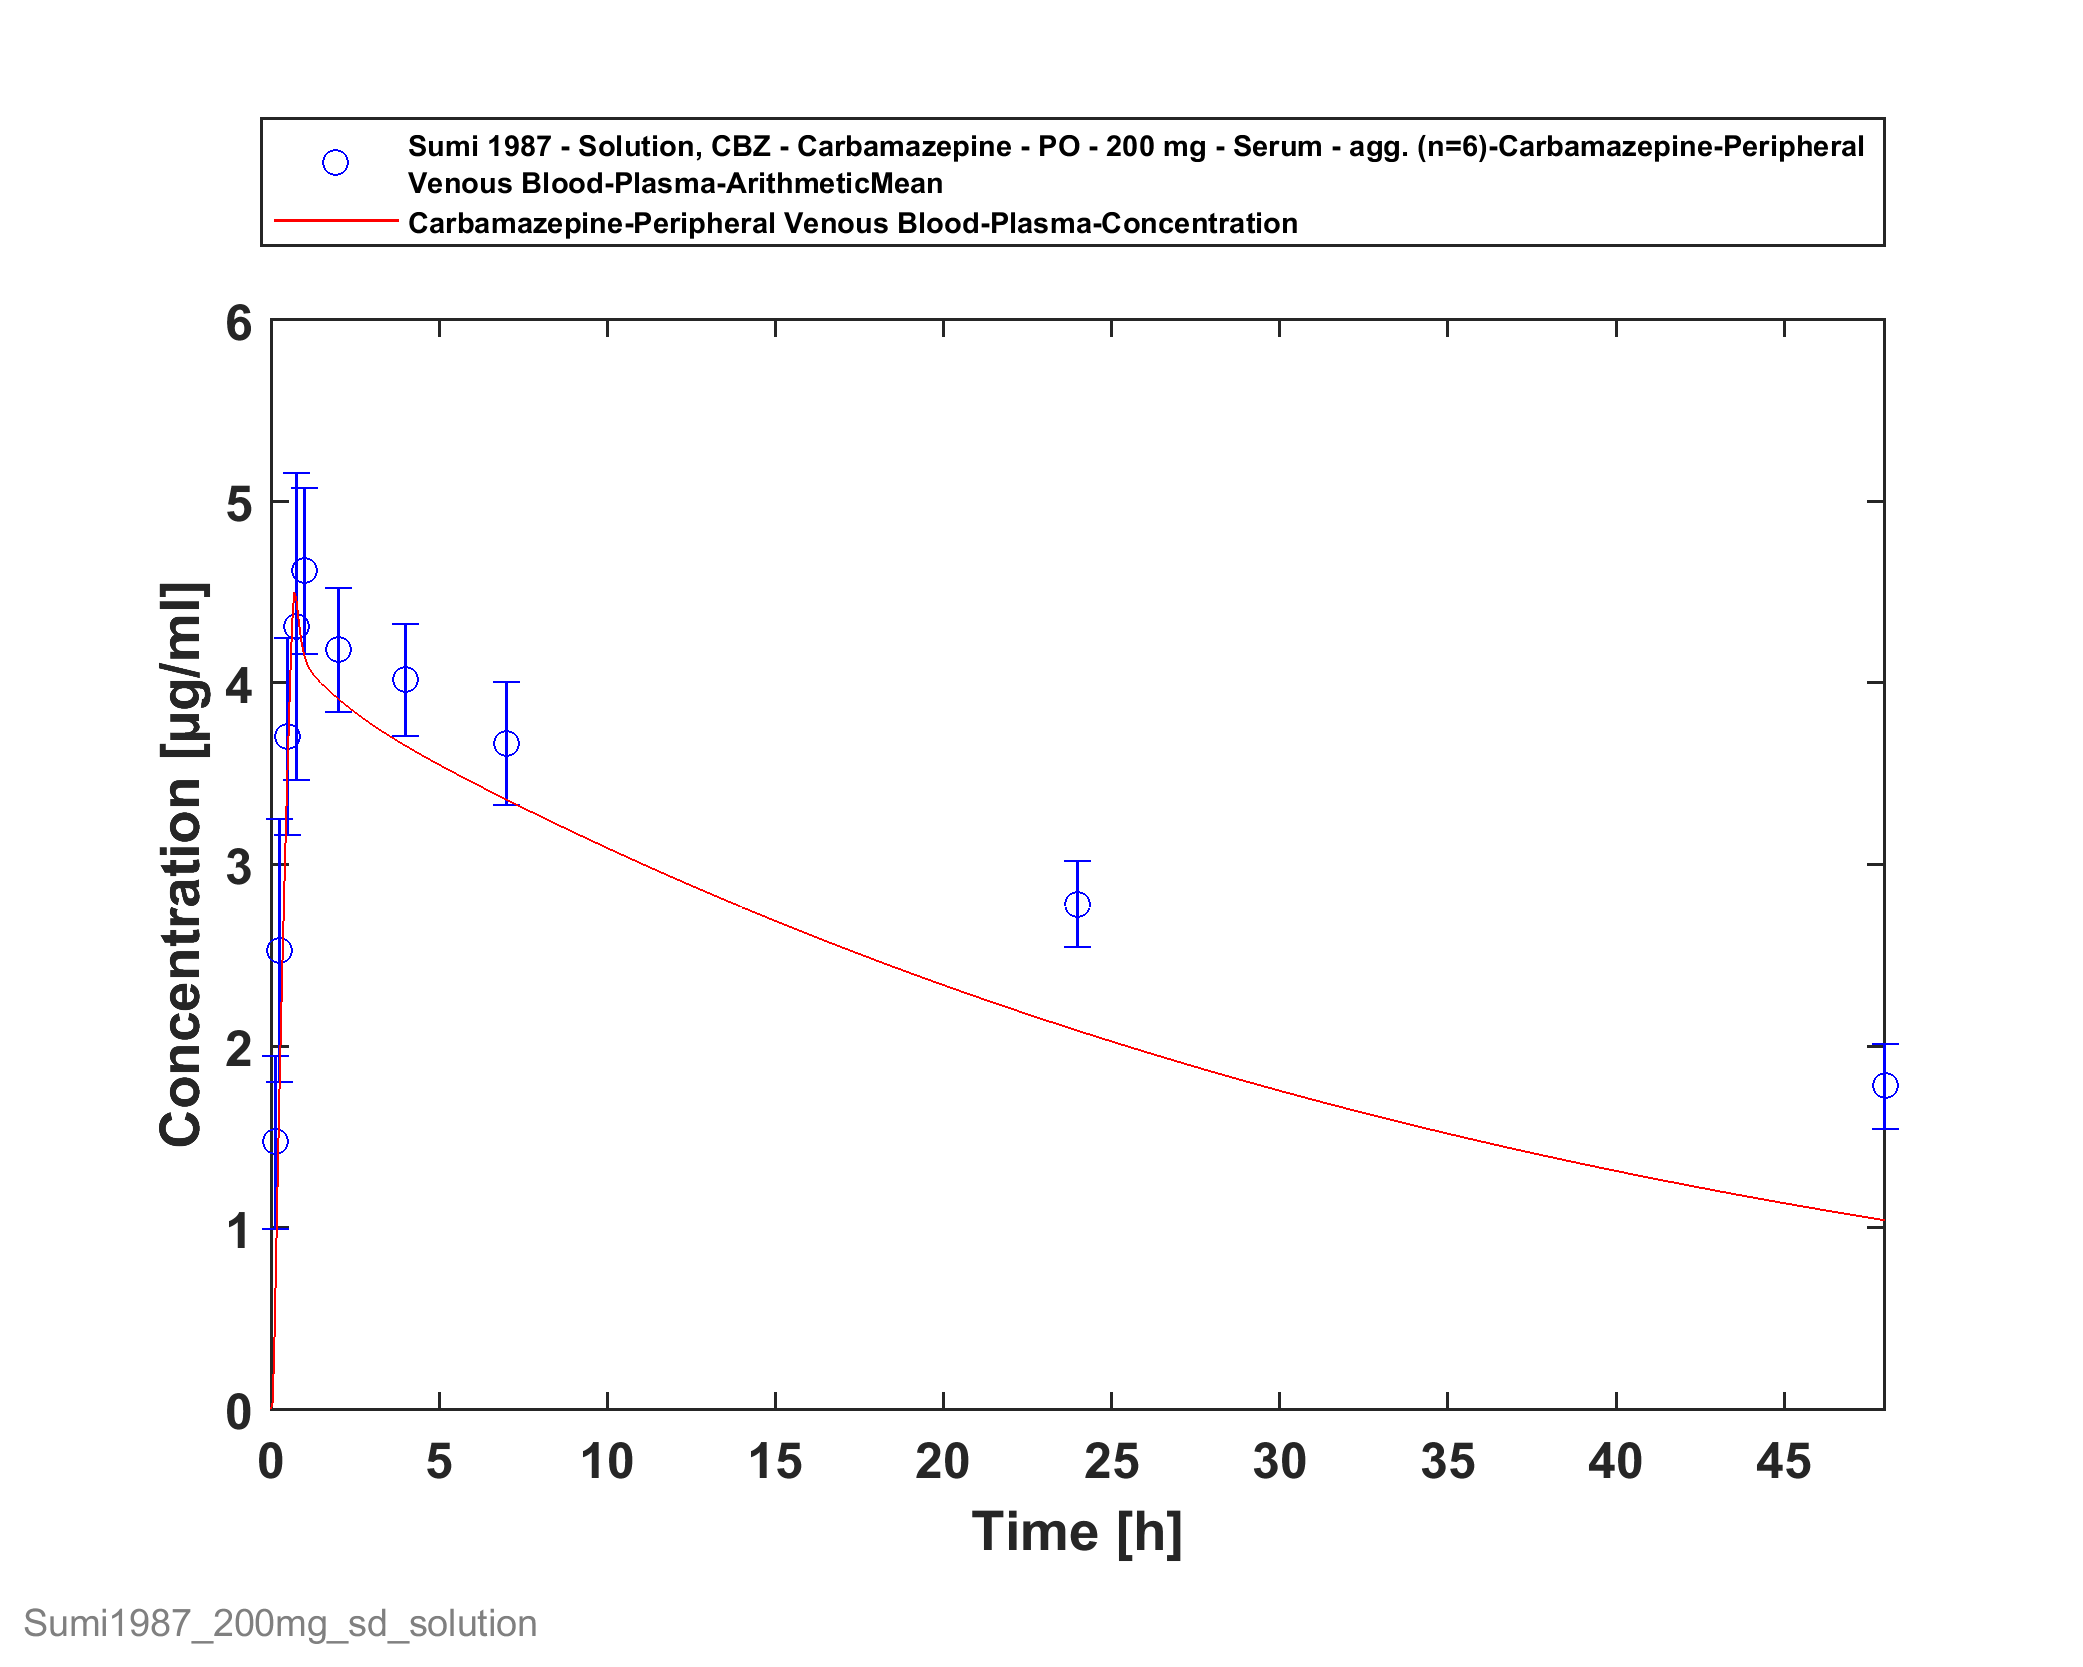 Sumi 1987 - Solution, CBZ - Carbamazepine - PO - 200 mg - Serum - agg. (n=6)-Carbamazepine-Peripheral
Venous Blood-Plasma-ArithmeticMean
Carbamazepine-Peripheral Venous Blood-Plasma-Concentration
6
5
4
3
2
1
0
Concentration [µg/ml]
0 5 10 15 20 25 30 35 40 45
Time [h]
Sumi1987_200mg_sd_solution